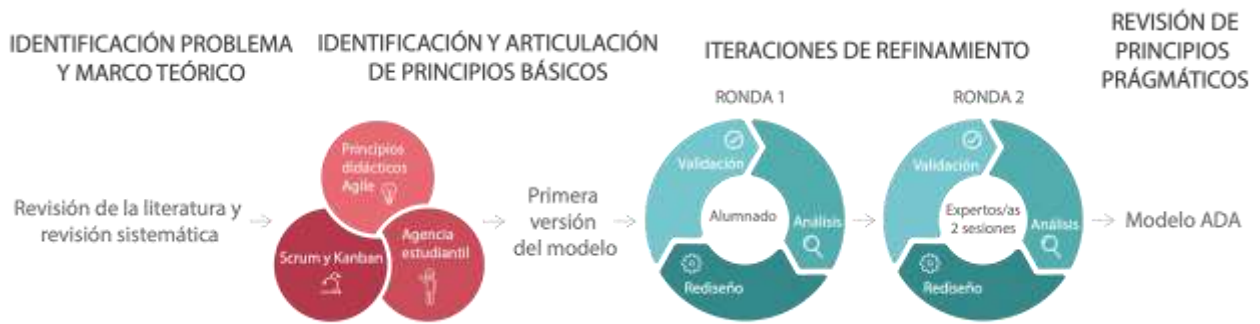 IDENTIFICACIÓN PROBLEMA
Y MARCO TEÓRICO
IDENTIFICACIÓN Y ARTICULACIÓN
DE PRINCIPIOS BÁSICOS
ITERACIONES DE REFINAMIENTO
REVISIÓN DE
PRINCIPIOS
PRÁGMÁTICOS
Revisión de la literatura y
revisión sistemática
Principios
didácticos
Agile
Scrum y Kanban
Agencia
estudiantil
Primera
versión
del modelo
RONDA 1
Validación
Alumnado
Análisis
Rediseño
RONDA 2
Validación
Expertos/as
2 sesiones
Análisis
Rediseño
Modelo ADA